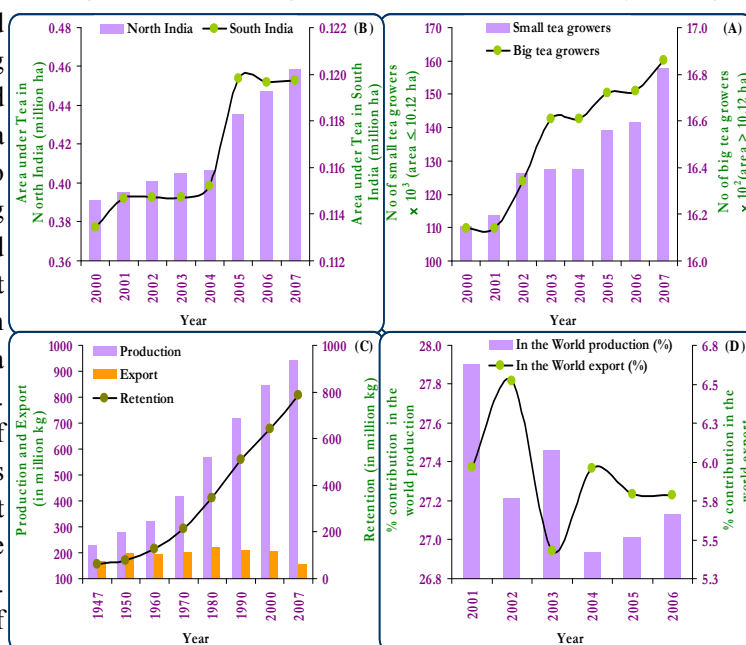 North India
South India
(B)
Area under Tea in
North India (million ha)
0.48
0.46
0.44
0.42
0.40
0.38
0.36
0.122
0.120
0.118
0.116
0.114
0.112
Area under Tea in South
India (million ha)
2000
2001
2002
2003
2004
2005
2006
2007
Year
Small tea growers
Big tea growers
(A)
No of small tea growers
× 10³ (area ≤ 10.12 ha)
170
160
150
140
130
120
110
100
17.0
16.8
16.6
16.4
16.2
16.0
No of big tea growers
× 10² (area > 10.12 ha)
2000
2001
2002
2003
2004
2005
2006
2007
Year
Production
Export
Retention
(C)
Production and Export
(in million kg)
1000
900
800
700
600
500
400
300
200
100
1000
800
600
400
200
0
Retention (in million kg)
1947
1950
1960
1970
1980
1990
2000
2007
Year
In the World production (%)
In the World export (%)
(D)
% contribution in the
world production
28.0
27.8
27.6
27.4
27.2
27.0
26.8
6.8
6.5
6.3
6.0
5.8
5.5
5.3
% contribution in the
world export
2001
2002
2003
2004
2005
2006
Year